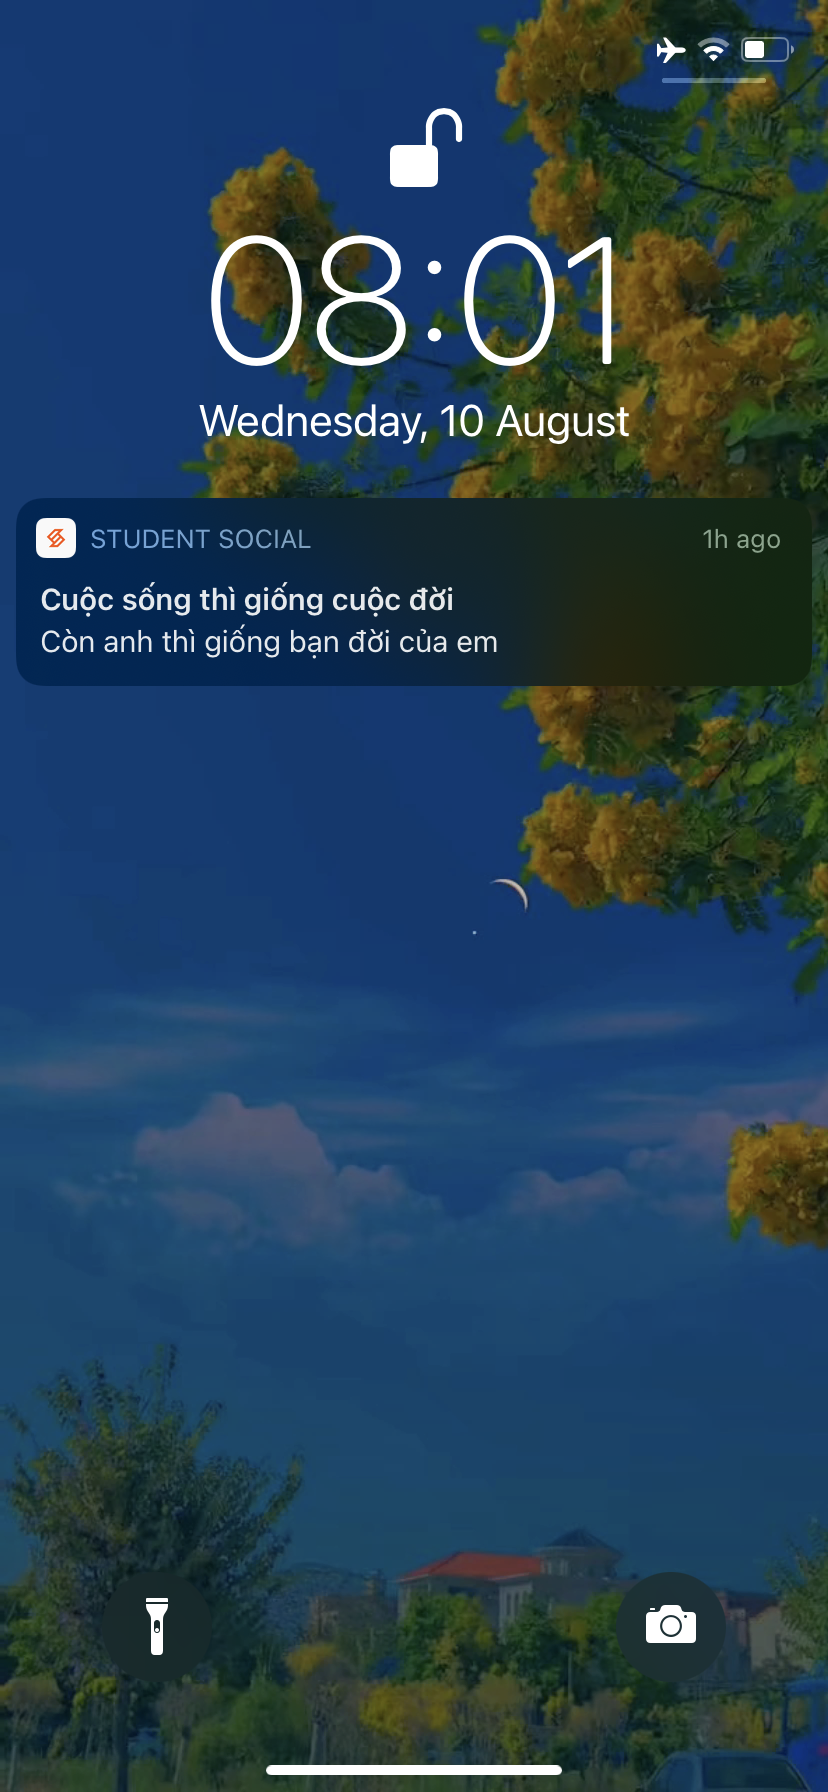 08:01
Wednesday, 10 August
STUDENT SOCIAL 1h ago
Cuộc sống thì giống cuộc đời
Còn anh thì giống bạn đời của em